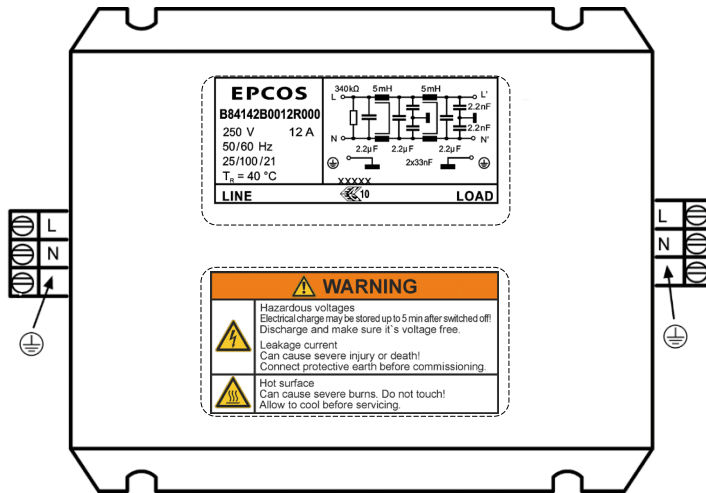 EPCOS
B84142B0012R000
250 V 12 A
50/60 Hz
25/100/21
T_R = 40 °C
340kΩ 5mH 5mH
L L'
2.2nF
2.2nF
N N'
2.2μF 2.2μF 2.2μF
2x33nF
XXXXX
LINE 10 LOAD
L
N
L
N
WARNING
Hazardous voltages
Electrical charge may be stored up to 5 min after switched off!
Discharge and make sure it`s voltage free.
Leakage current
Can cause severe injury or death!
Connect protective earth before commissioning.
Hot surface
Can cause severe burns. Do not touch!
Allow to cool before servicing.